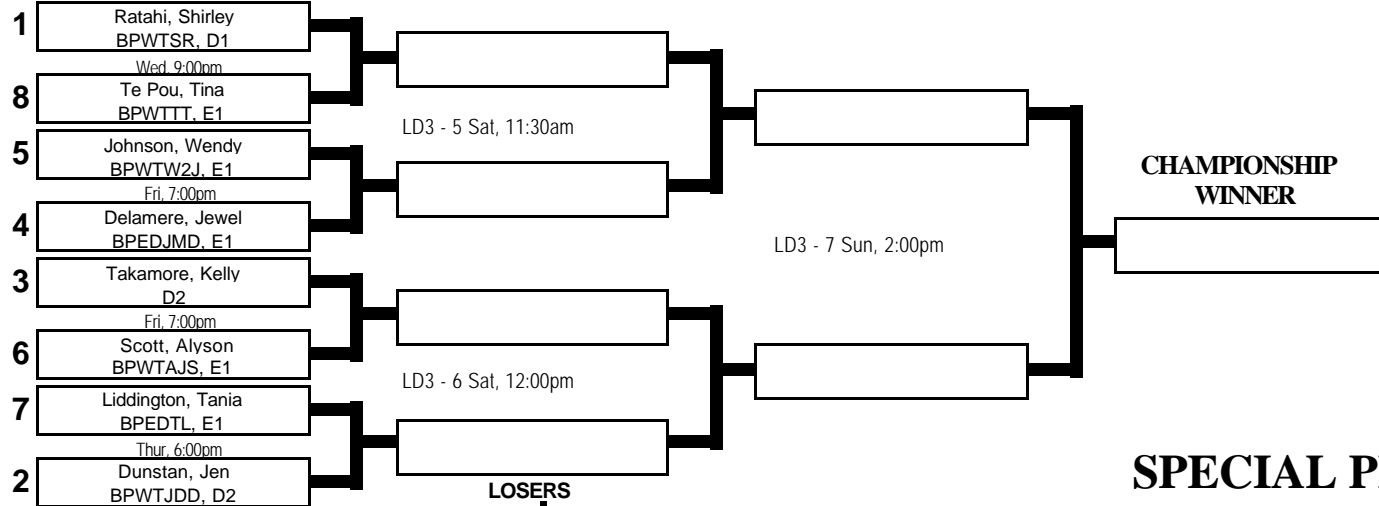 1
Ratahi, Shirley
BPWTSR, D1
Wed, 9:00pm
8
Te Pou, Tina
BPWTTT, E1
5
Johnson, Wendy
BPWTW2J, E1
Fri, 7:00pm
4
Delamere, Jewel
BPEDJMD, E1
3
Takamore, Kelly
D2
Fri, 7:00pm
6
Scott, Alyson
BPWTAJS, E1
7
Liddington, Tania
BPEDTL, E1
Thur, 6:00pm
2
Dunstan, Jen
BPWTJDD, D2
LD3 - 5 Sat, 11:30am
LD3 - 6 Sat, 12:00pm
LOSERS
LD3 - 7 Sun, 2:00pm
CHAMPIONSHIP
WINNER
SPECIAL